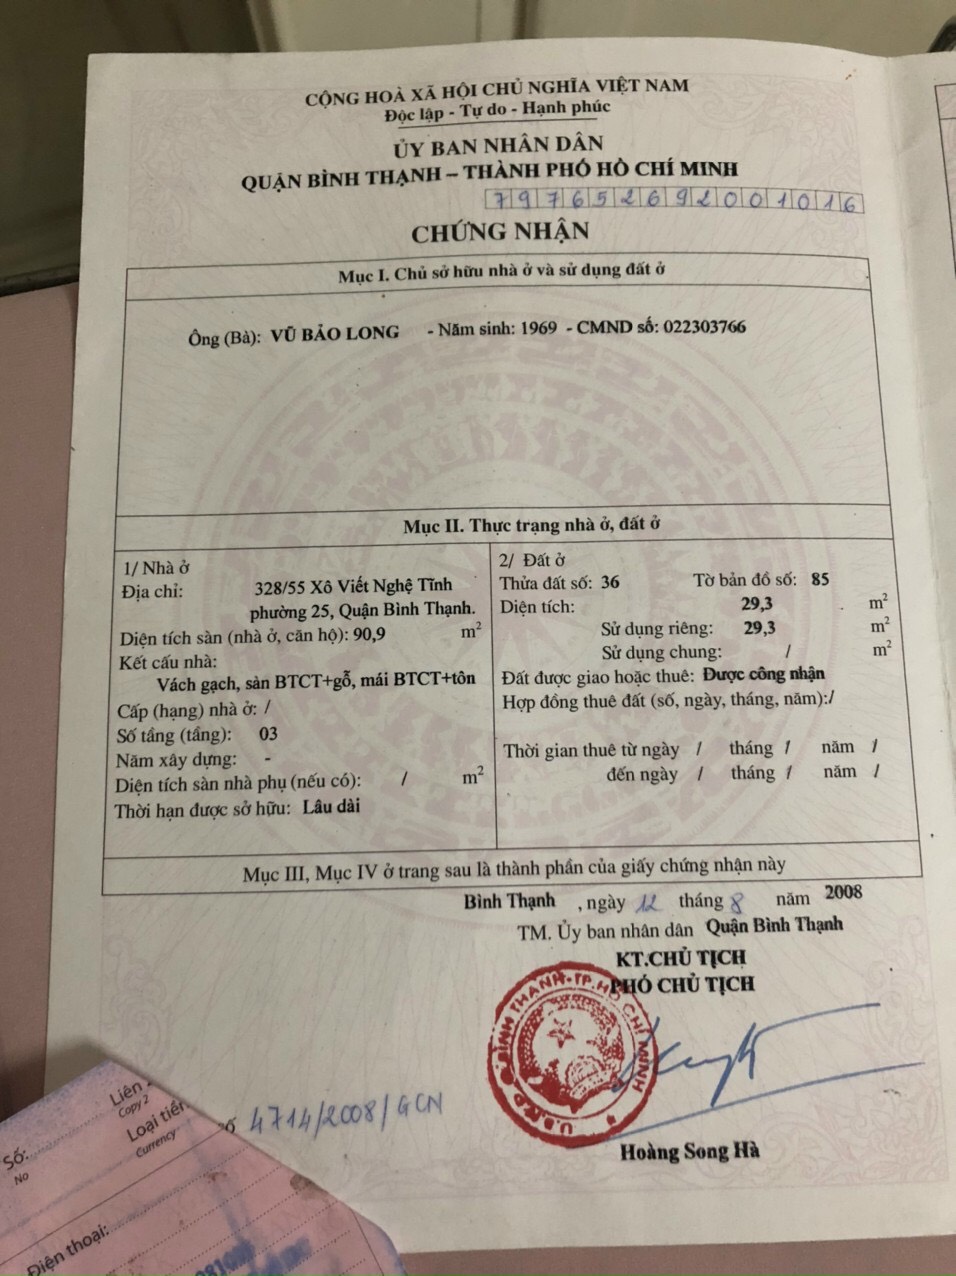 CỘNG HOÀ XÃ HỘI CHỦ NGHĨA VIỆT NAM
Độc lập - Tự do - Hạnh phúc
ỦY BAN NHÂN DÂN
QUẬN BÌNH THẠNH – THÀNH PHỐ HỒ CHÍ MINH
797652692001016
CHỨNG NHẬN
Mục I. Chủ sở hữu nhà ở và sử dụng đất ở
Ông (Bà): VŨ BẢO LONG - Năm sinh: 1969 - CMND số: 022303766
Mục II. Thực trạng nhà ở, đất ở
1/ Nhà ở
Địa chỉ: 328/55 Xô Viết Nghệ Tĩnh
phường 25, Quận Bình Thạnh.
Diện tích sàn (nhà ở, căn hộ): 90,9 m²
Kết cấu nhà:
Vách gạch, sàn BTCT+gỗ, mái BTCT+tôn
Cấp (hạng) nhà ở: /
Số tầng (tầng): 03
Năm xây dựng: -
Diện tích sàn nhà phụ (nếu có): / m²
Thời hạn được sở hữu: Lâu dài
2/ Đất ở
Thửa đất số: 36 Tờ bản đồ số: 85
Diện tích: 29,3 m²
Sử dụng riêng: 29,3 m²
Sử dụng chung: / m²
Đất được giao hoặc thuê: Được công nhận
Hợp đồng thuê đất (số, ngày, tháng, năm):/
Thời gian thuê từ ngày / tháng / năm /
đến ngày / tháng / năm /
Mục III, Mục IV ở trang sau là thành phần của giấy chứng nhận này
Bình Thạnh , ngày 12 tháng 8 năm 2008
TM. Ủy ban nhân dân Quận Bình Thạnh
KT.CHỦ TỊCH
PHÓ CHỦ TỊCH
U.B.N.D Q.BÌNH THẠNH-TP.HỒ CHÍ MINH
số 4714/2008/GCN
Hoàng Song Hà
Liên
Copy 2
Loại tiền
Currency
Số:
No
Điện thoại: